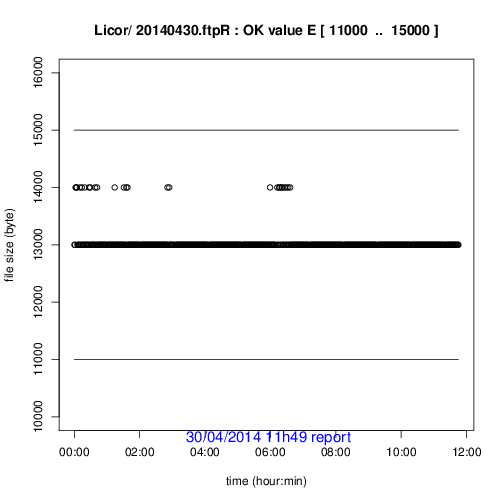 Licor/ 20140430.ftpR : OK value E [ 11000  ..  15000 ]
file size (byte)
16000
15000
14000
13000
12000
11000
10000
30/04/2014 11h49 report
00:00 02:00 04:00 06:00 08:00 10:00 12:00
time (hour:min)